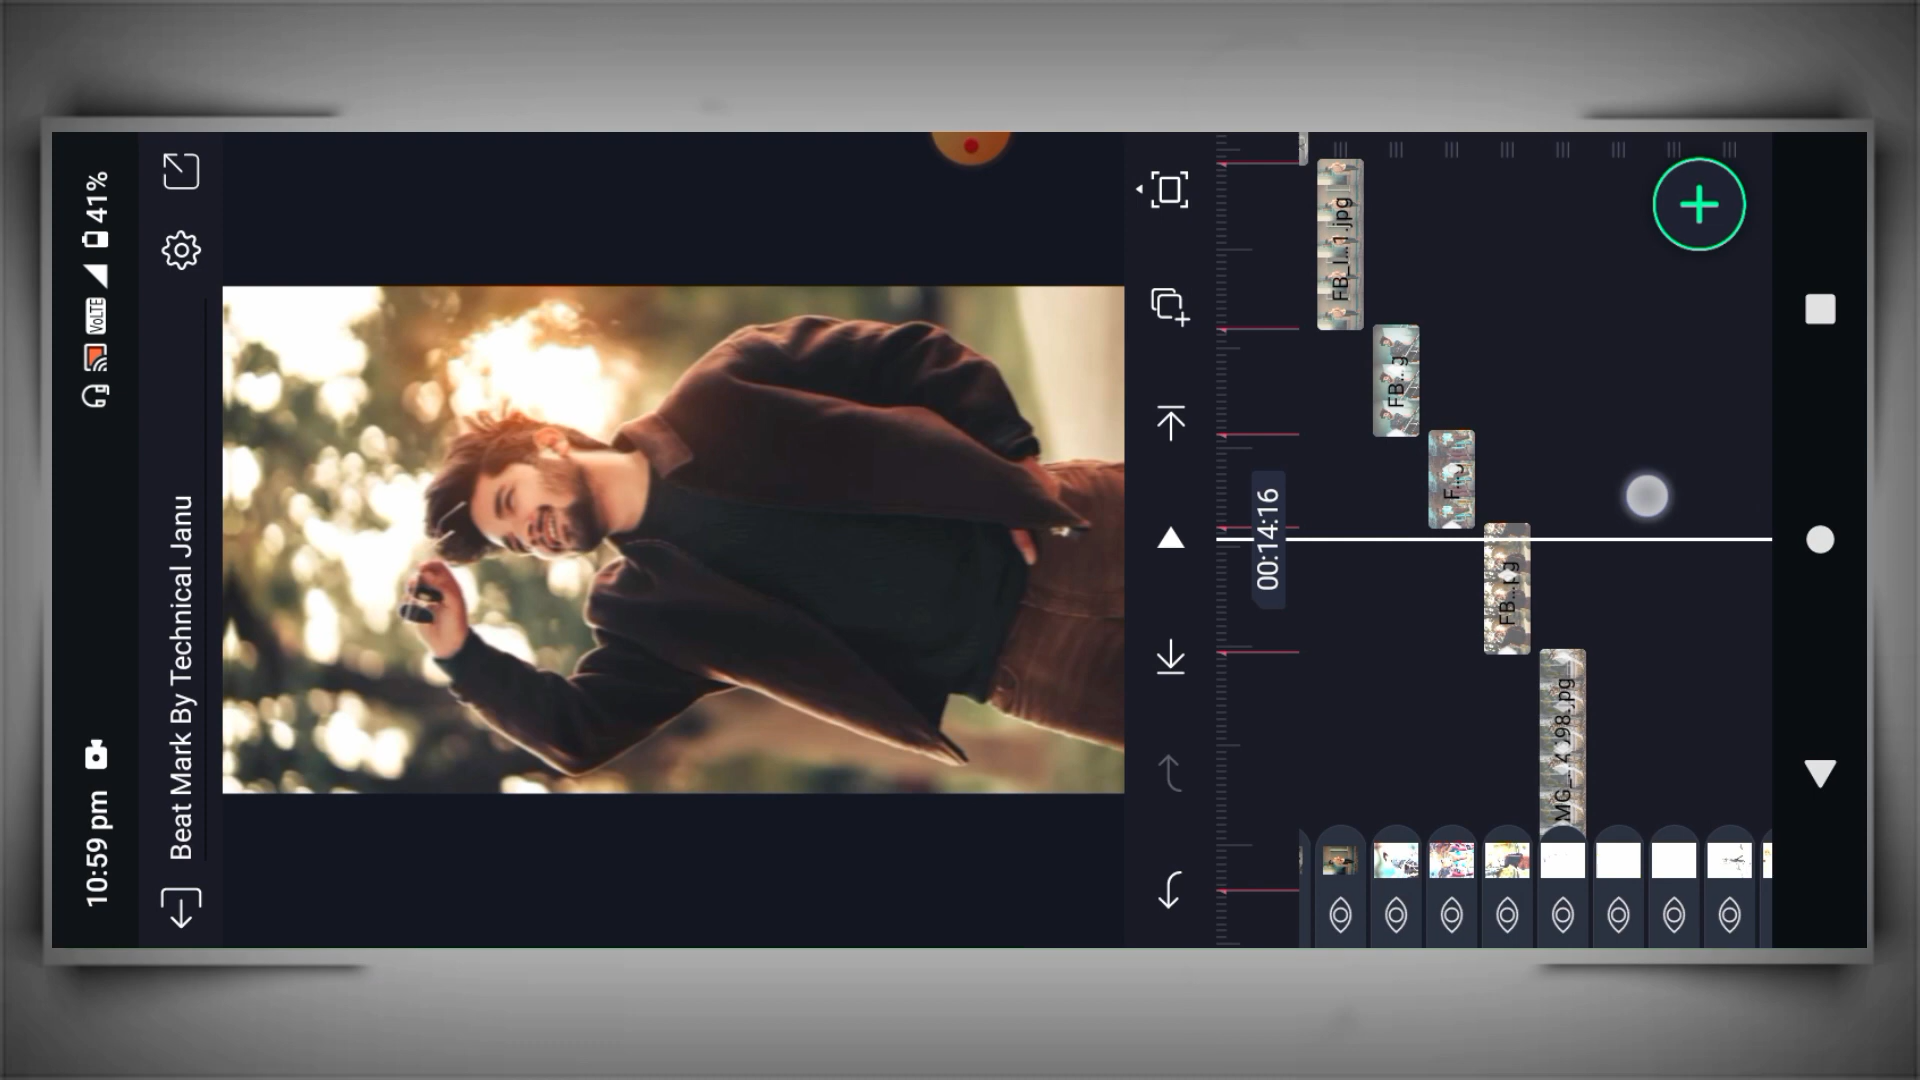 10:59 pm
VoLTE
41%
Beat Mark By Technical Janu
00:14:16
FB_I...1.jpg
FB...g
F...g
FB...pg